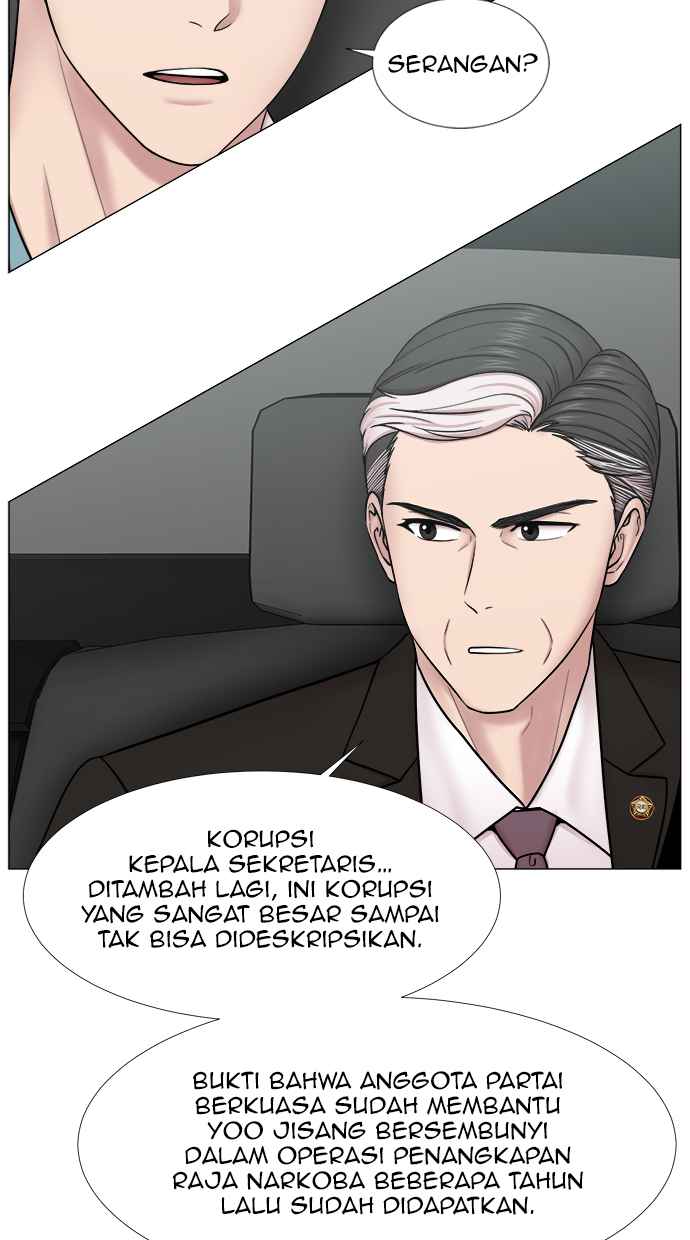 SERANGAN?
KORUPSI
KEPALA SEKRETARIS...
DITAMBAH LAGI, INI KORUPSI
YANG SANGAT BESAR SAMPAI
TAK BISA DIDESKRIPSIKAN.
BUKTI BAHWA ANGGOTA PARTAI
BERKUASA SUDAH MEMBANTU
YOO JISANG BERSEMBUNYI
DALAM OPERASI PENANGKAPAN
RAJA NARKOBA BEBERAPA TAHUN
LALU SUDAH DIDAPATKAN.